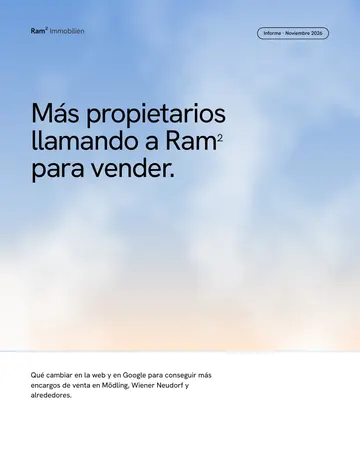 Ram² Immobilien
Informe · Noviembre 2026
Más propietarios
llamando a Ram²
para vender.
Qué cambiar en la web y en Google para conseguir más
encargos de venta en Mödling, Wiener Neudorf y
alrededores.